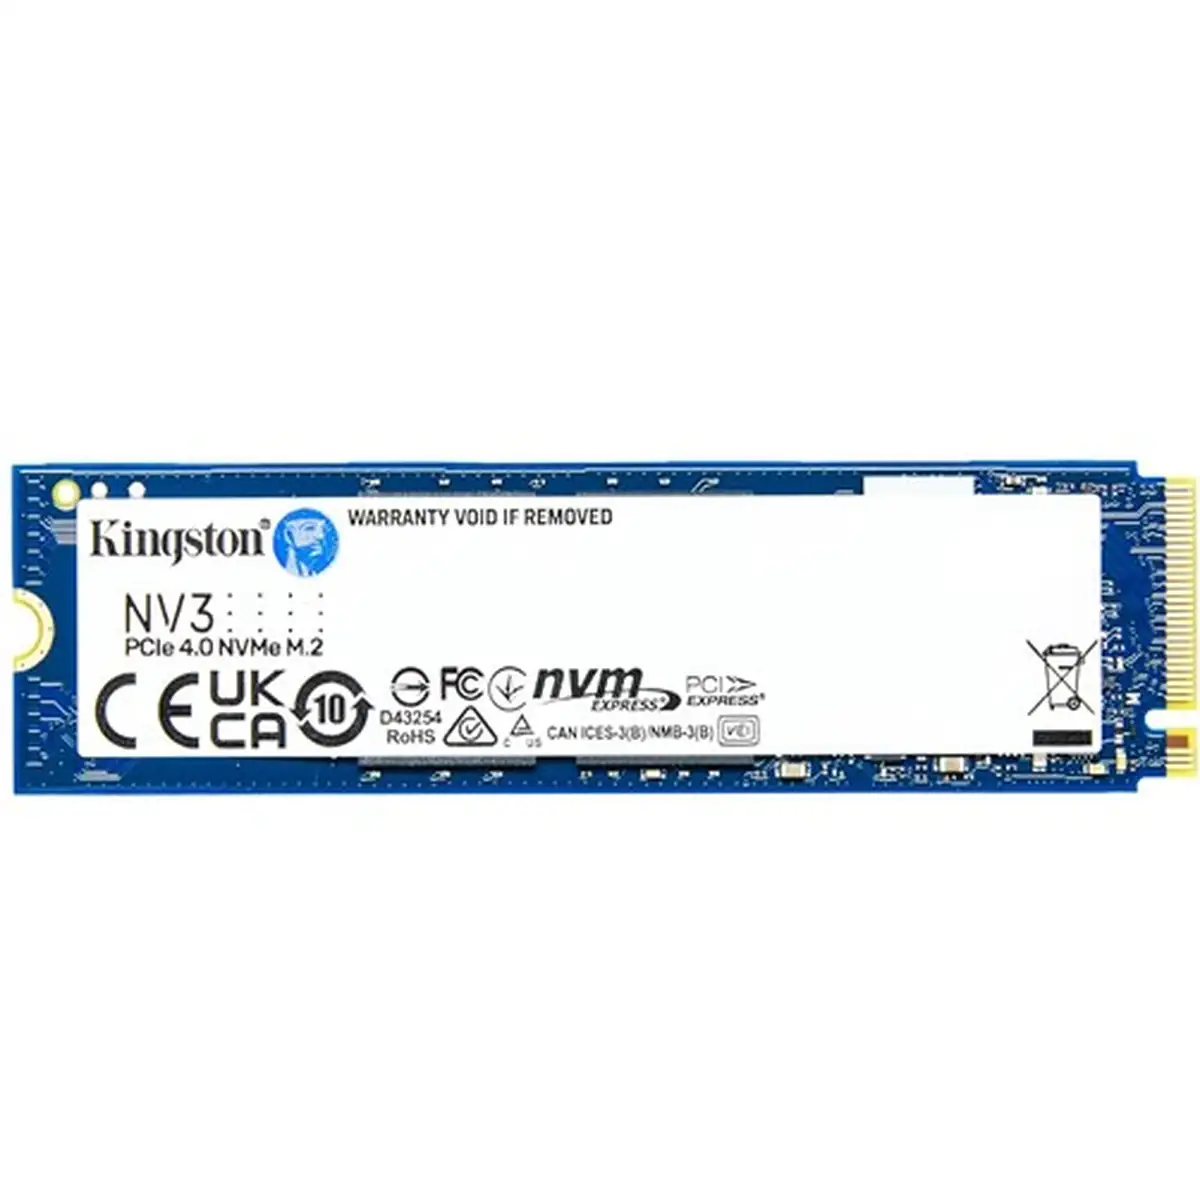 Kingston®
WARRANTY VOID IF REMOVED
NV3
PCIe 4.0 NVMe M.2
CE UK CA 10
FC
D43254
RoHS
nvm EXPRESS®
PCI EXPRESS®
C US
CAN ICES-3(B)/NMB-3(B)